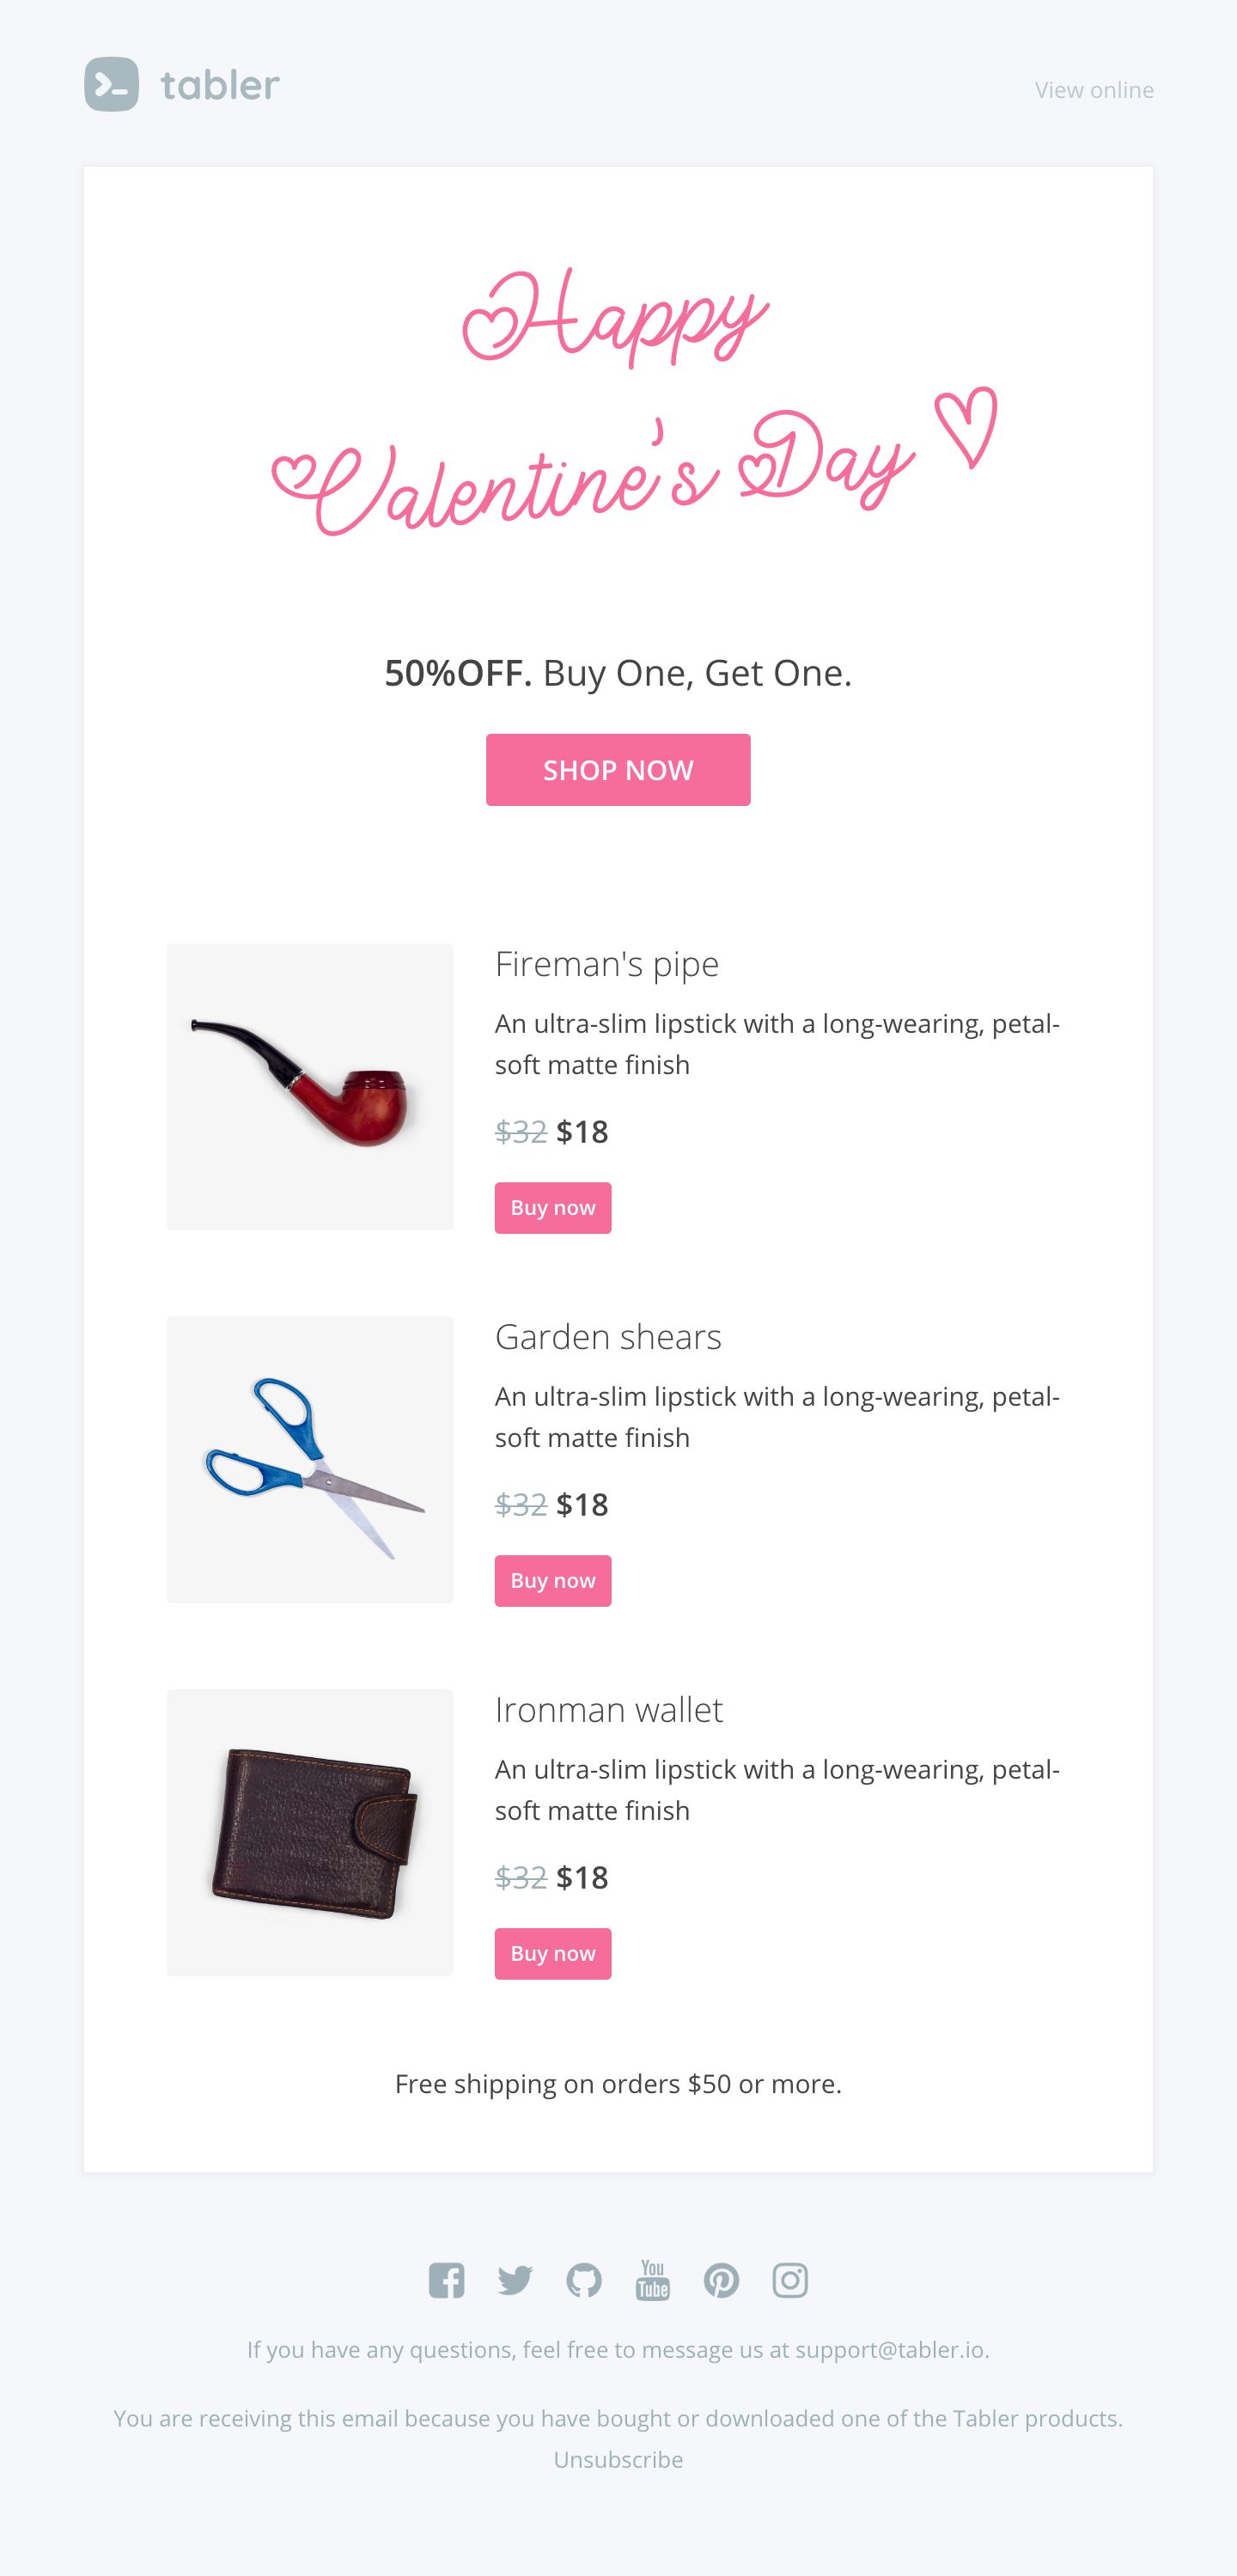 tabler
View online
Happy
Valentine's Day
50%OFF. Buy One, Get One.
SHOP NOW
Fireman's pipe
An ultra-slim lipstick with a long-wearing, petal-
soft matte finish
$32 $18
Buy now
Garden shears
An ultra-slim lipstick with a long-wearing, petal-
soft matte finish
$32 $18
Buy now
Ironman wallet
An ultra-slim lipstick with a long-wearing, petal-
soft matte finish
$32 $18
Buy now
Free shipping on orders $50 or more.
You
Tube
If you have any questions, feel free to message us at support@tabler.io.
You are receiving this email because you have bought or downloaded one of the Tabler products.
Unsubscribe